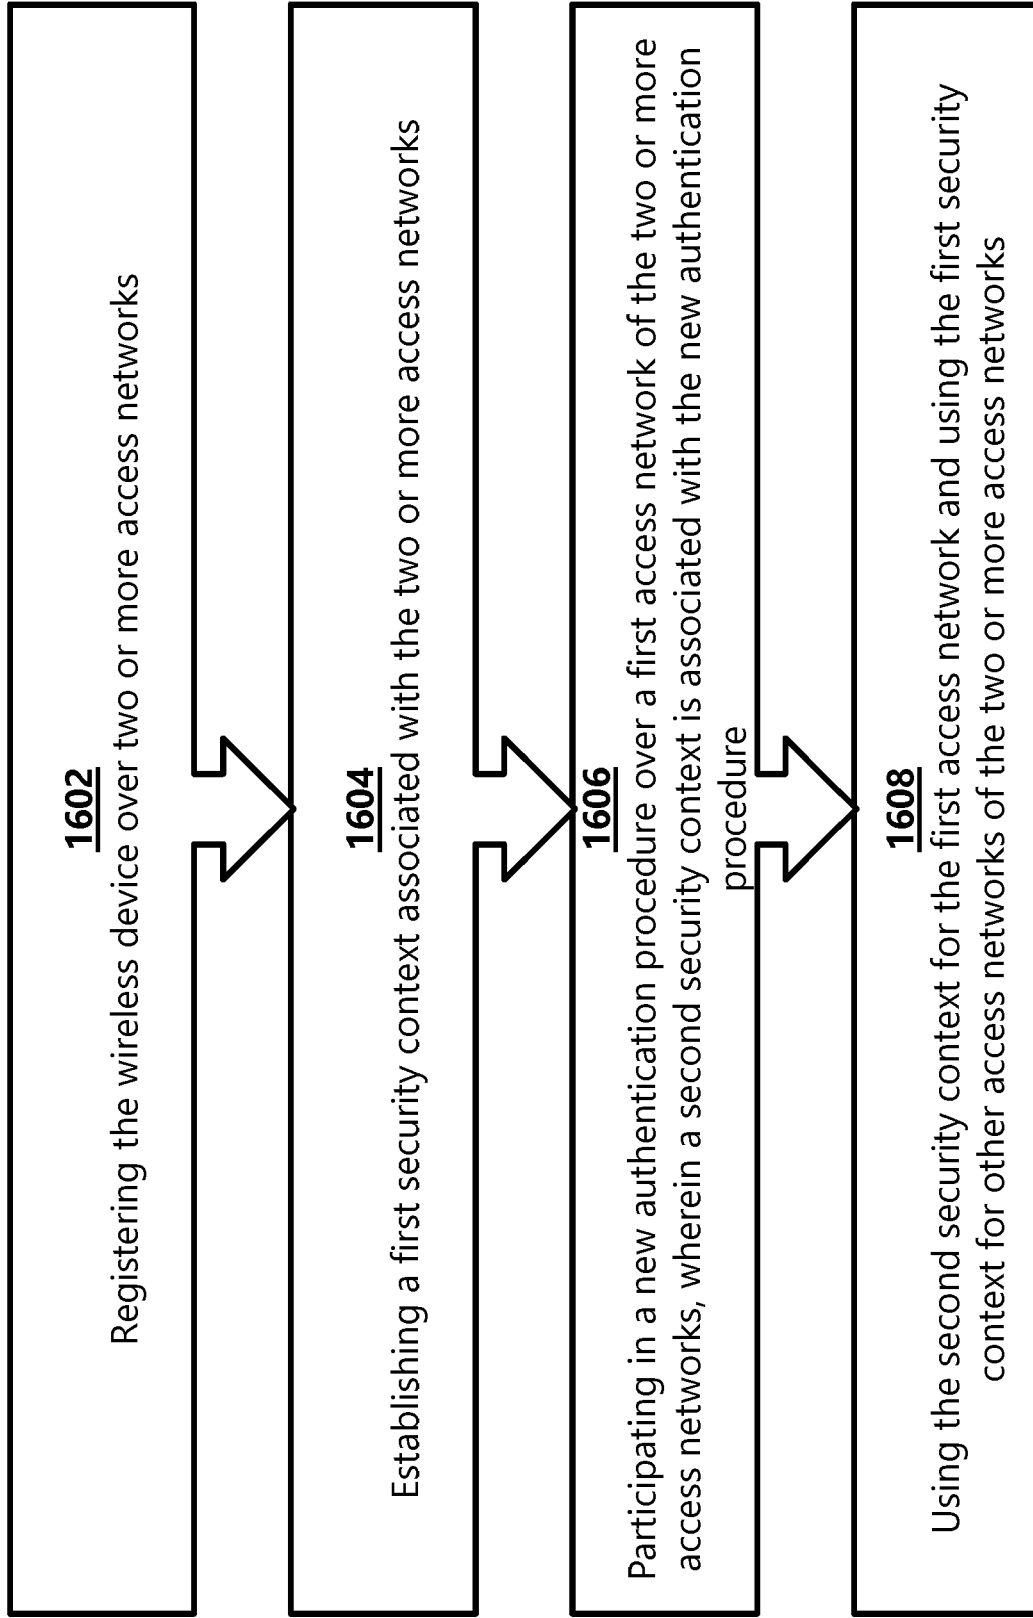 1602
Registering the wireless device over two or more access networks
1604
Establishing a first security context associated with the two or more access networks
1606
Participating in a new authentication procedure over a first access network of the two or more
access networks, wherein a second security context is associated with the new authentication
procedure
1608
Using the second security context for the first access network and using the first security
context for other access networks of the two or more access networks